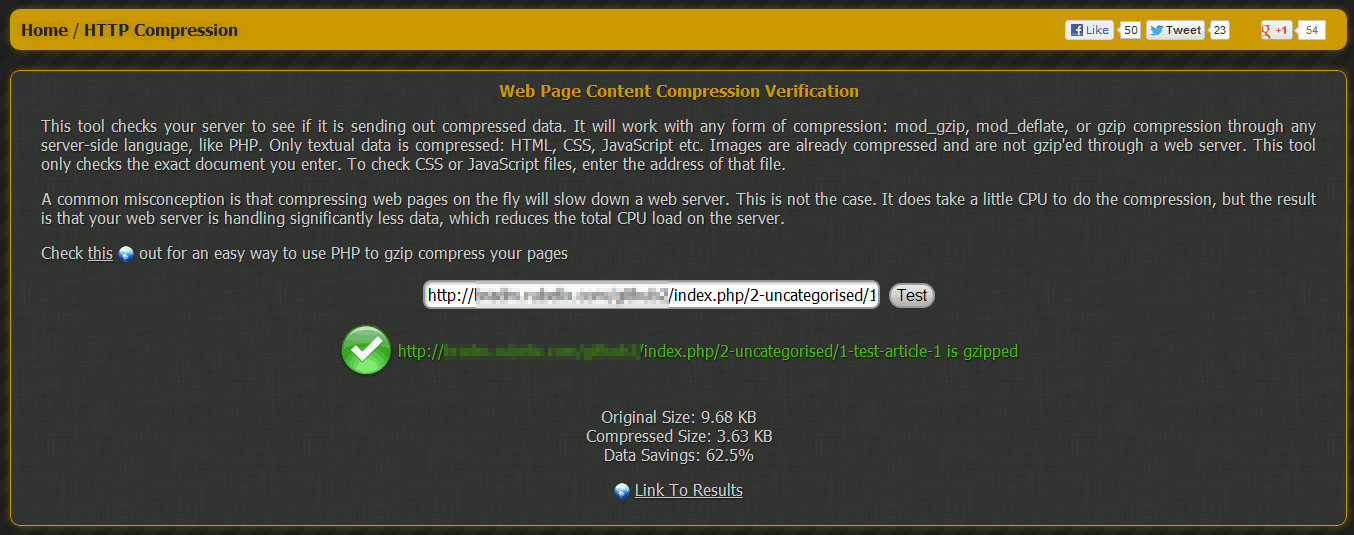 Home / HTTP Compression
Like 50 Tweet 23 +1 54
Web Page Content Compression Verification
This tool checks your server to see if it is sending out compressed data. It will work with any form of compression: mod_gzip, mod_deflate, or gzip compression through any
server-side language, like PHP. Only textual data is compressed: HTML, CSS, JavaScript etc. Images are already compressed and are not gzip'ed through a web server. This tool
only checks the exact document you enter. To check CSS or JavaScript files, enter the address of that file.
A common misconception is that compressing web pages on the fly will slow down a web server. This is not the case. It does take a little CPU to do the compression, but the result
is that your web server is handling significantly less data, which reduces the total CPU load on the server.
Check this out for an easy way to use PHP to gzip compress your pages
http:// /index.php/2-uncategorised/1 Test
http:// /index.php/2-uncategorised/1-test-article-1 is gzipped
Original Size: 9.68 KB
Compressed Size: 3.63 KB
Data Savings: 62.5%
Link To Results